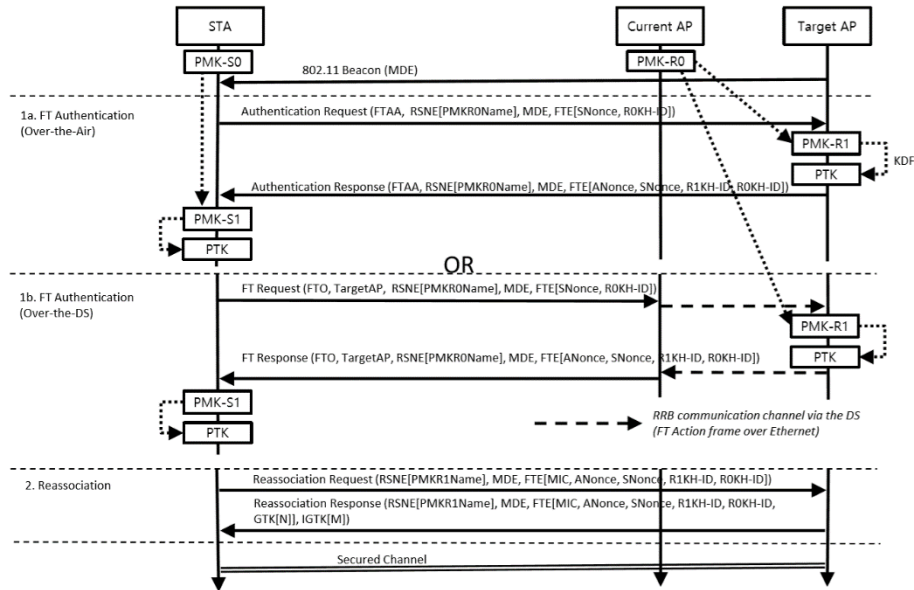 STA
Current AP
Target AP
PMK-S0
PMK-R0
802.11 Beacon (MDE)
1a. FT Authentication
(Over-the-Air)
Authentication Request (FTAA, RSNE[PMKR0Name], MDE, FTE[SNonce, R0KH-ID])
PMK-R1
KDF
PTK
Authentication Response (FTAA, RSNE[PMKR0Name], MDE, FTE[ANonce, SNonce, R1KH-ID, R0KH-ID])
PMK-S1
PTK
OR
1b. FT Authentication
(Over-the-DS)
FT Request (FTO, TargetAP, RSNE[PMKR0Name], MDE, FTE[SNonce, R0KH-ID])
PMK-R1
PTK
FT Response (FTO, TargetAP, RSNE[PMKR0Name], MDE, FTE[ANonce, SNonce, R1KH-ID, R0KH-ID])
PMK-S1
PTK
RRB communication channel via the DS
(FT Action frame over Ethernet)
2. Reassociation
Reassociation Request (RSNE[PMKR1Name], MDE, FTE[MIC, ANonce, SNonce, R1KH-ID, R0KH-ID])
Reassociation Response (RSNE[PMKR1Name], MDE, FTE[MIC, ANonce, SNonce, R1KH-ID, R0KH-ID,
GTK[N]], IGTK[M])
Secured Channel